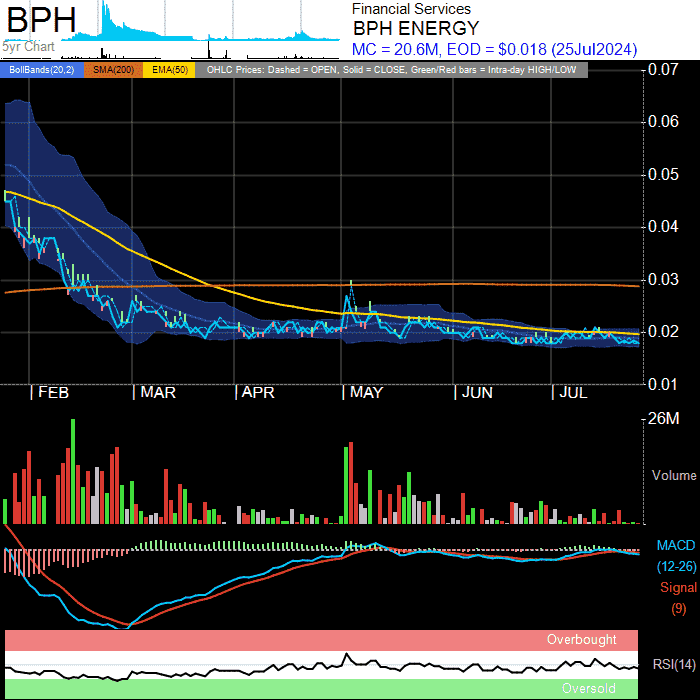 BPH
5yr Chart
Financial Services
BPH ENERGY
MC = 20.6M, EOD = $0.018 (25Jul2024)
BollBands(20,2) SMA(200) EMA(50) OHLC Prices: Dashed = OPEN, Solid = CLOSE, Green/Red bars = Intra-day HIGH/LOW
0.07
0.06
0.05
0.04
0.03
0.02
0.01
FEB MAR APR MAY JUN JUL
26M
Volume
MACD
(12-26)
Signal
(9)
Overbought
RSI(14)
Oversold